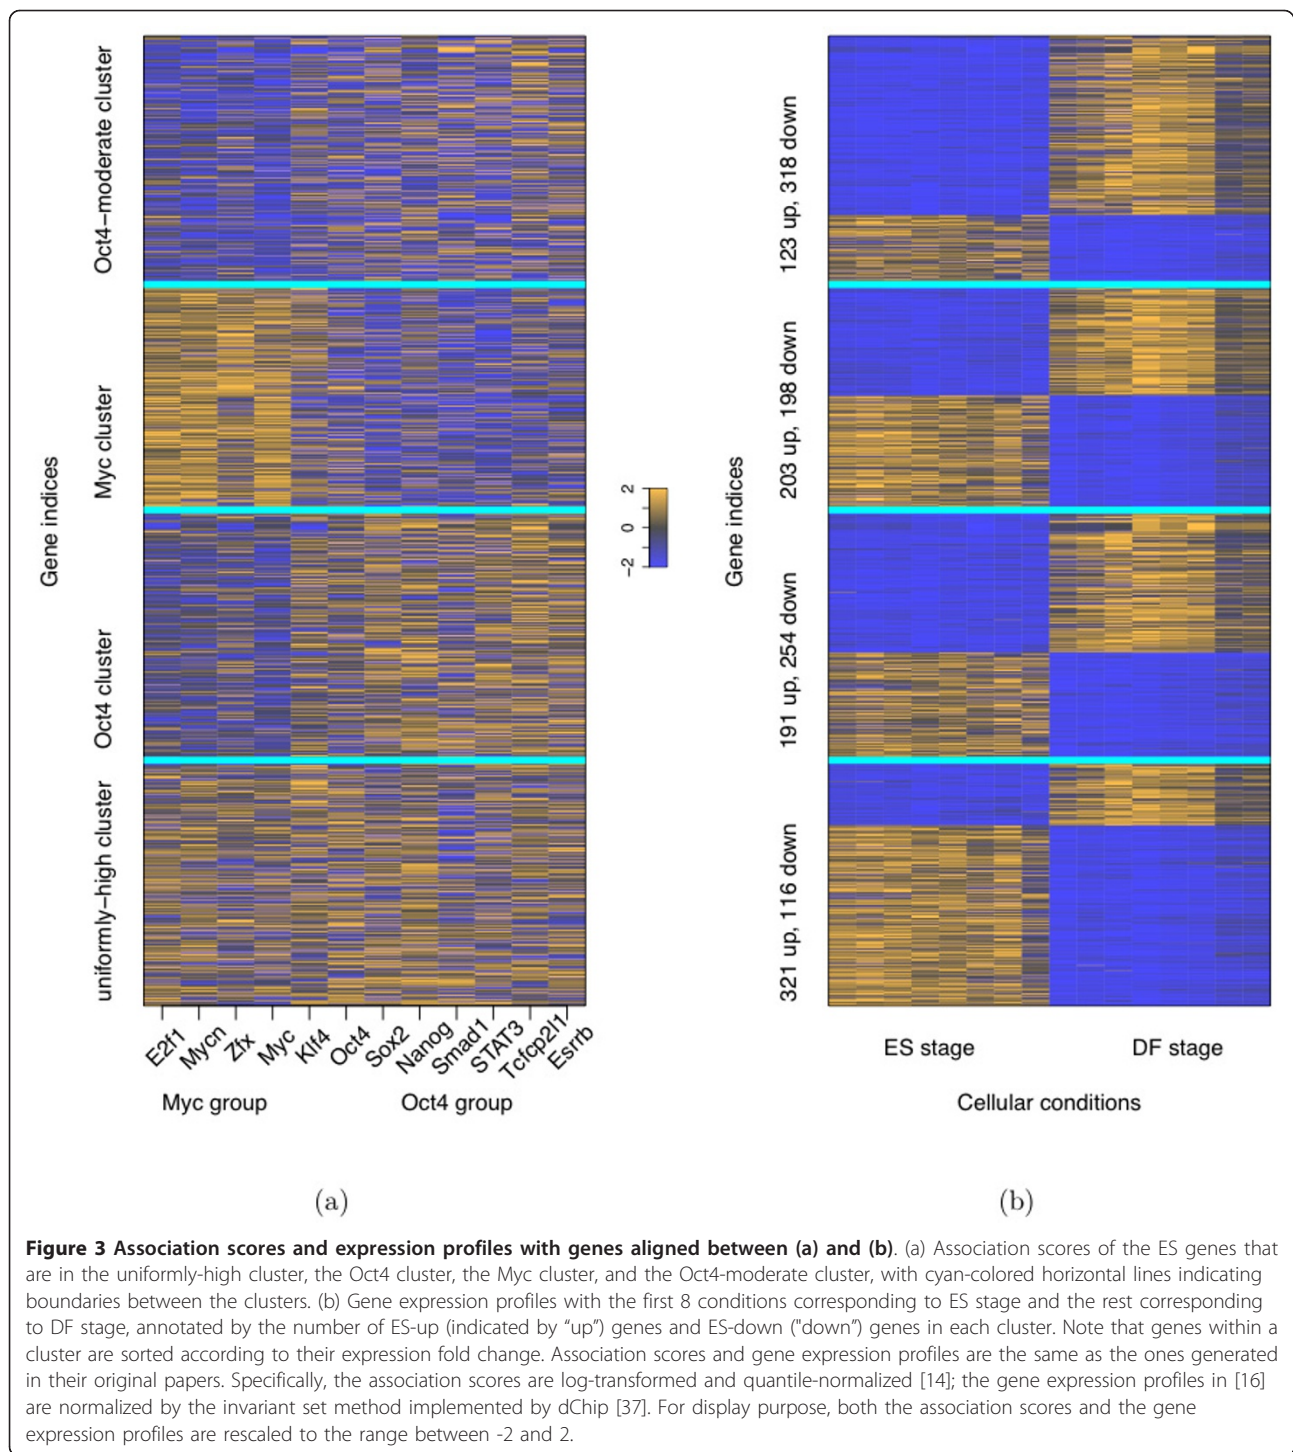 Gene indices
Oct4−moderate cluster
Myc cluster
Oct4 cluster
uniformly−high cluster
E2f1
Mycn
Zfx
Myc
Klf4
Oct4
Sox2
Nanog
Smad1
STAT3
Tcfcp2l1
Esrrb
Myc group
Oct4 group
2
0
−2
Gene indices
123 up, 318 down
203 up, 198 down
191 up, 254 down
321 up, 116 down
ES stage
DF stage
Cellular conditions
(a)
(b)
Figure 3 Association scores and expression profiles with genes aligned between (a) and (b). (a) Association scores of the ES genes that
are in the uniformly-high cluster, the Oct4 cluster, the Myc cluster, and the Oct4-moderate cluster, with cyan-colored horizontal lines indicating
boundaries between the clusters. (b) Gene expression profiles with the first 8 conditions corresponding to ES stage and the rest corresponding
to DF stage, annotated by the number of ES-up (indicated by “up”) genes and ES-down ("down”) genes in each cluster. Note that genes within a
cluster are sorted according to their expression fold change. Association scores and gene expression profiles are the same as the ones generated
in their original papers. Specifically, the association scores are log-transformed and quantile-normalized [14]; the gene expression profiles in [16]
are normalized by the invariant set method implemented by dChip [37]. For display purpose, both the association scores and the gene
expression profiles are rescaled to the range between -2 and 2.